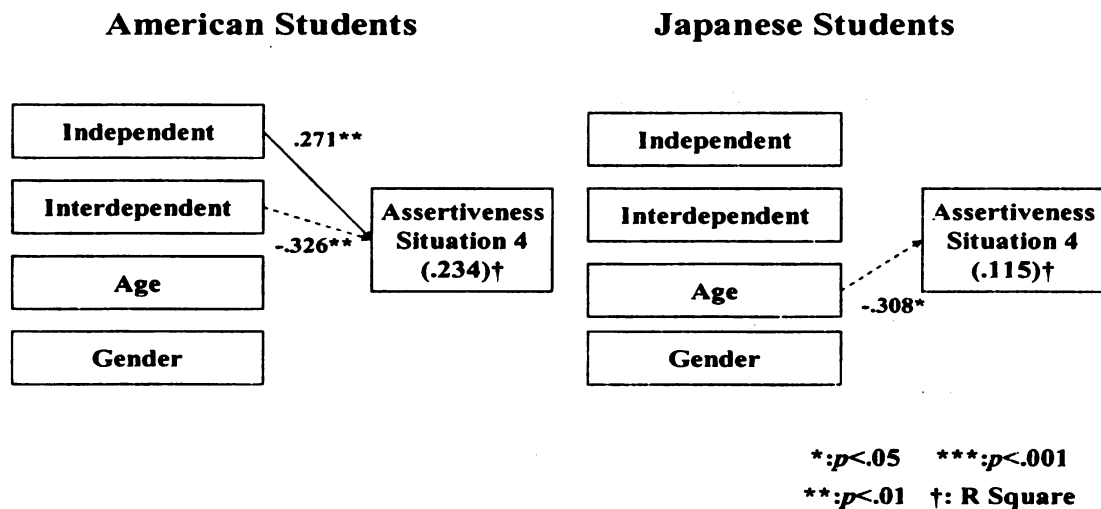 American Students
Independent
.271**
Interdependent
-.326**
Assertiveness
Situation 4
(.234)†
Age
Gender
Japanese Students
Independent
Interdependent
Assertiveness
Situation 4
(.115)†
Age
-.308*
Gender
*:p<.05 ***:p<.001
**:p<.01 †: R Square